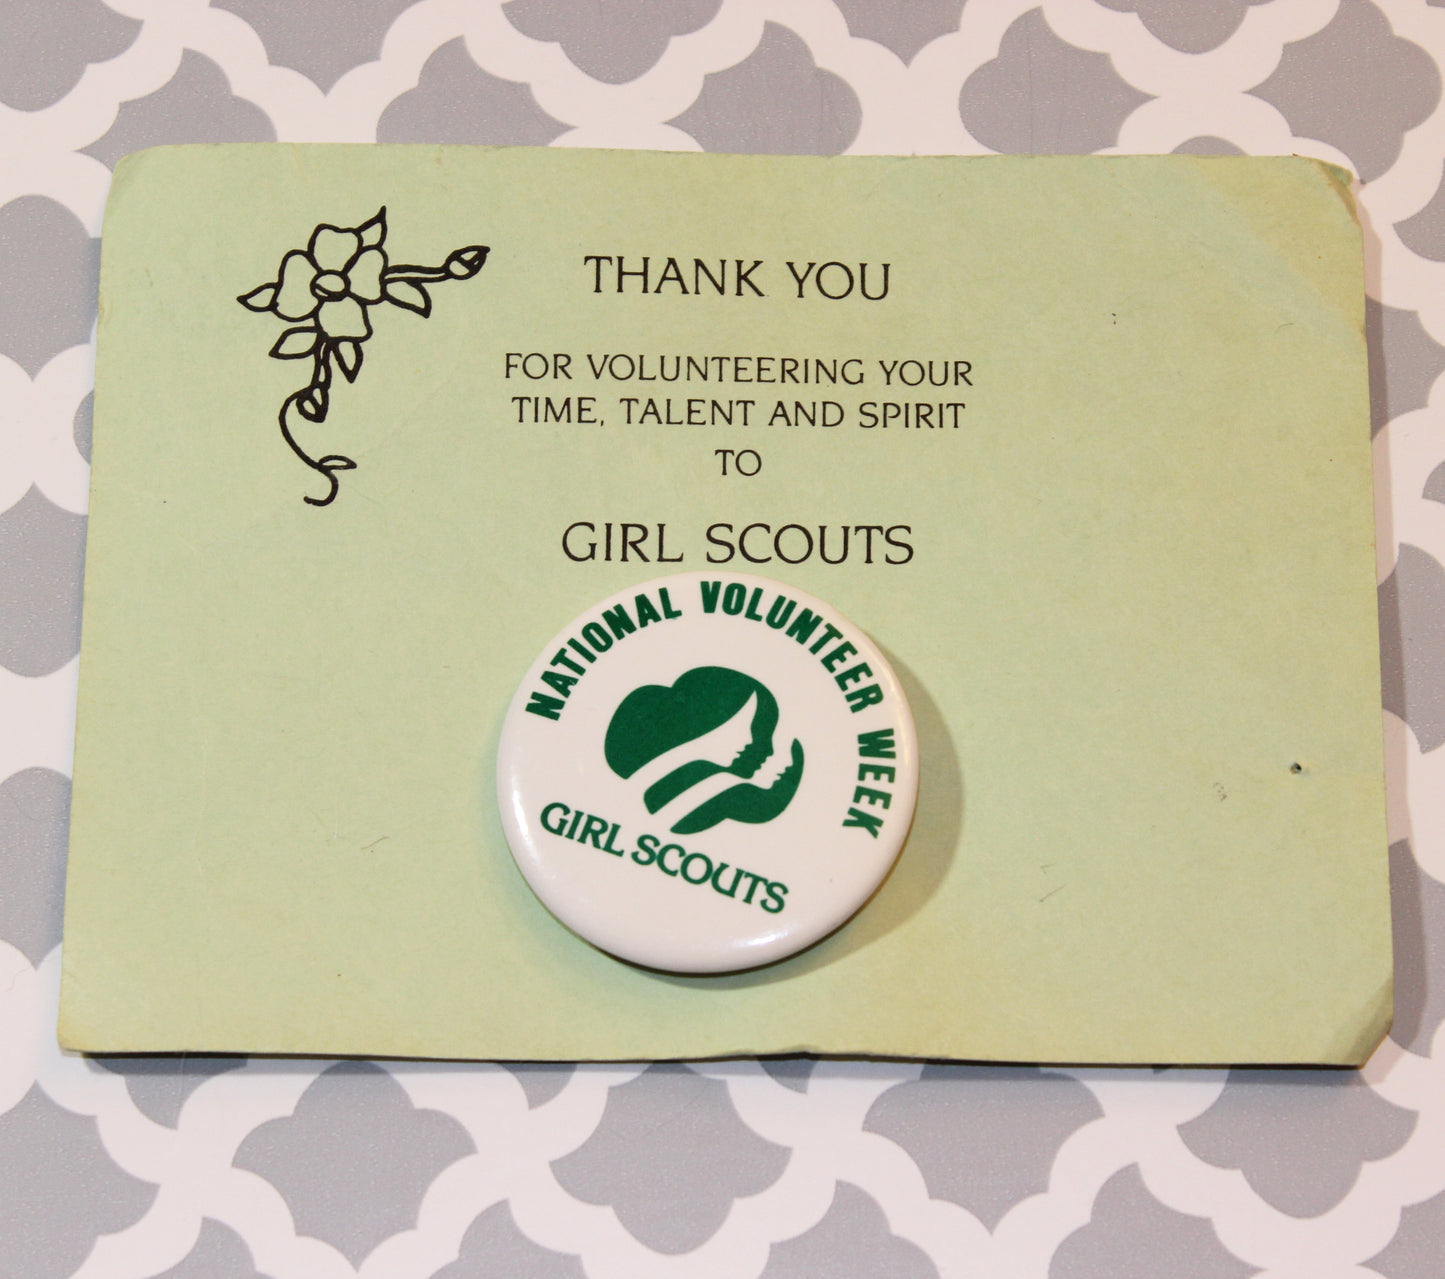 THANK YOU
FOR VOLUNTEERING YOUR
TIME, TALENT AND SPIRIT
TO
GIRL SCOUTS
NATIONAL VOLUNTEER WEEK
GIRL SCOUTS